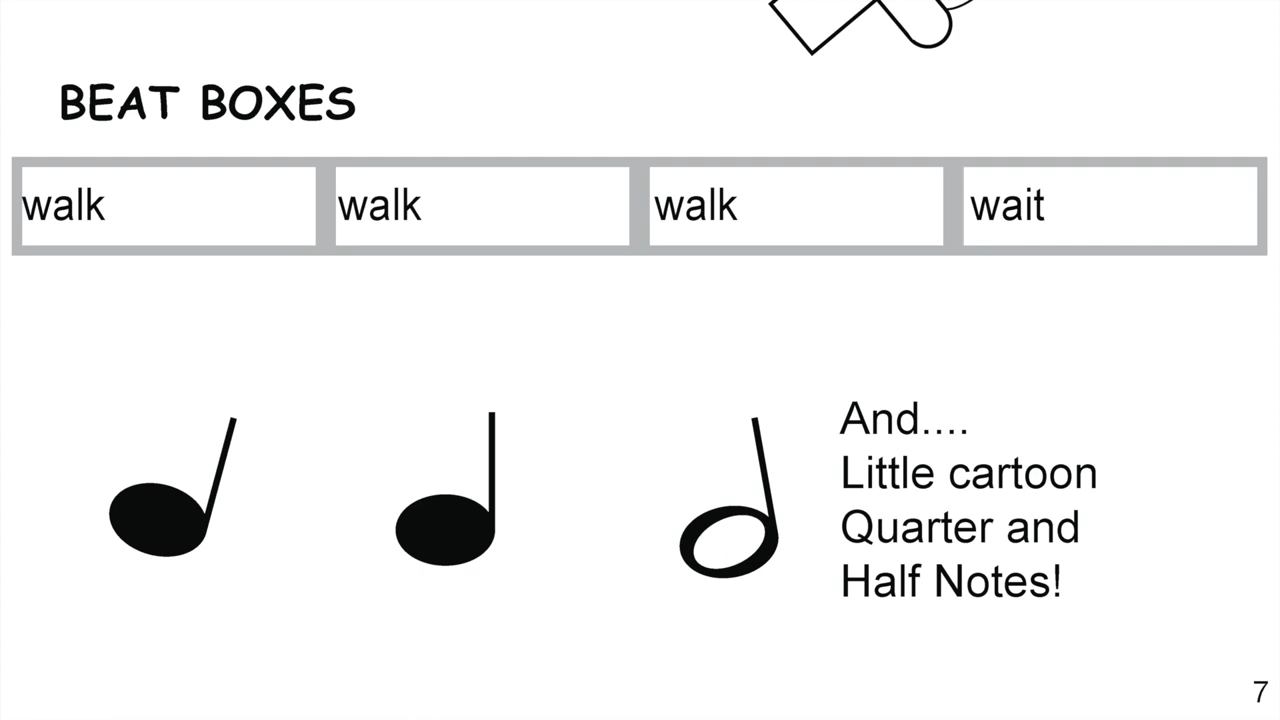 BEAT BOXES
walk walk walk wait
And....
Little cartoon
Quarter and
Half Notes!
7